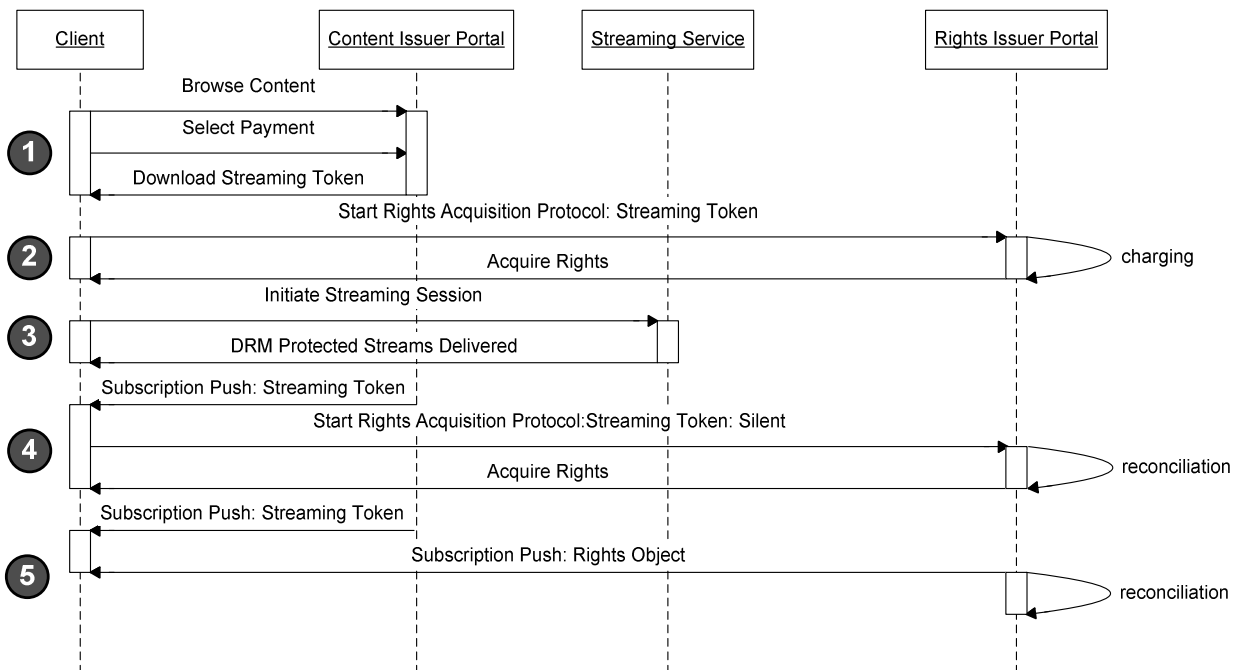 Client
Content Issuer Portal
Streaming Service
Rights Issuer Portal
Browse Content
1
Select Payment
Download Streaming Token
Start Rights Acquisition Protocol: Streaming Token
2
Acquire Rights
charging
Initiate Streaming Session
3
DRM Protected Streams Delivered
Subscription Push: Streaming Token
Start Rights Acquisition Protocol:Streaming Token: Silent
4
Acquire Rights
reconciliation
Subscription Push: Streaming Token
Subscription Push: Rights Object
5
reconciliation